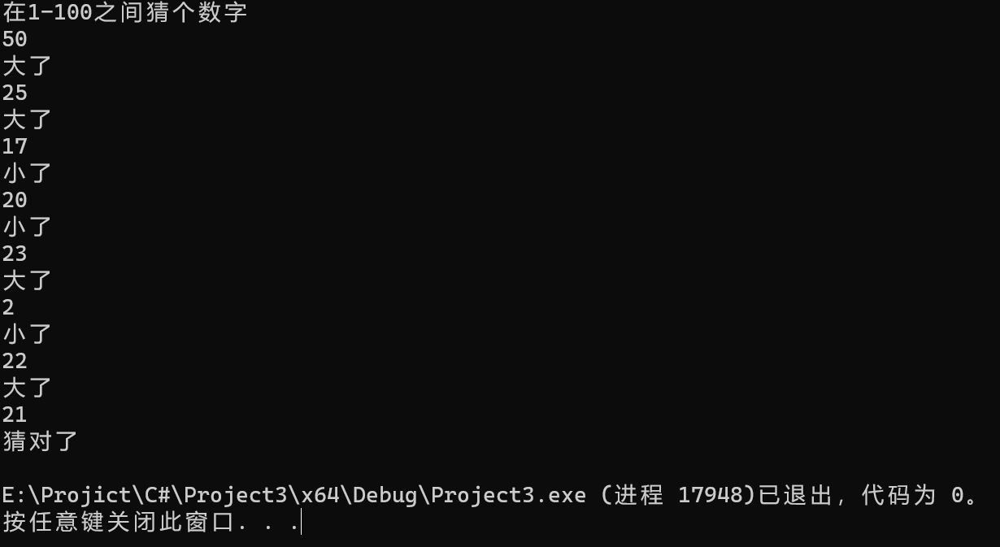 在1-100之间猜个数字
50
大了
25
大了
17
小了
20
小了
23
大了
2
小了
22
大了
21
猜对了
E:\Projict\C#\Project3\x64\Debug\Project3.exe (进程 17948)已退出，代码为 0。
按任意键关闭此窗口. . .